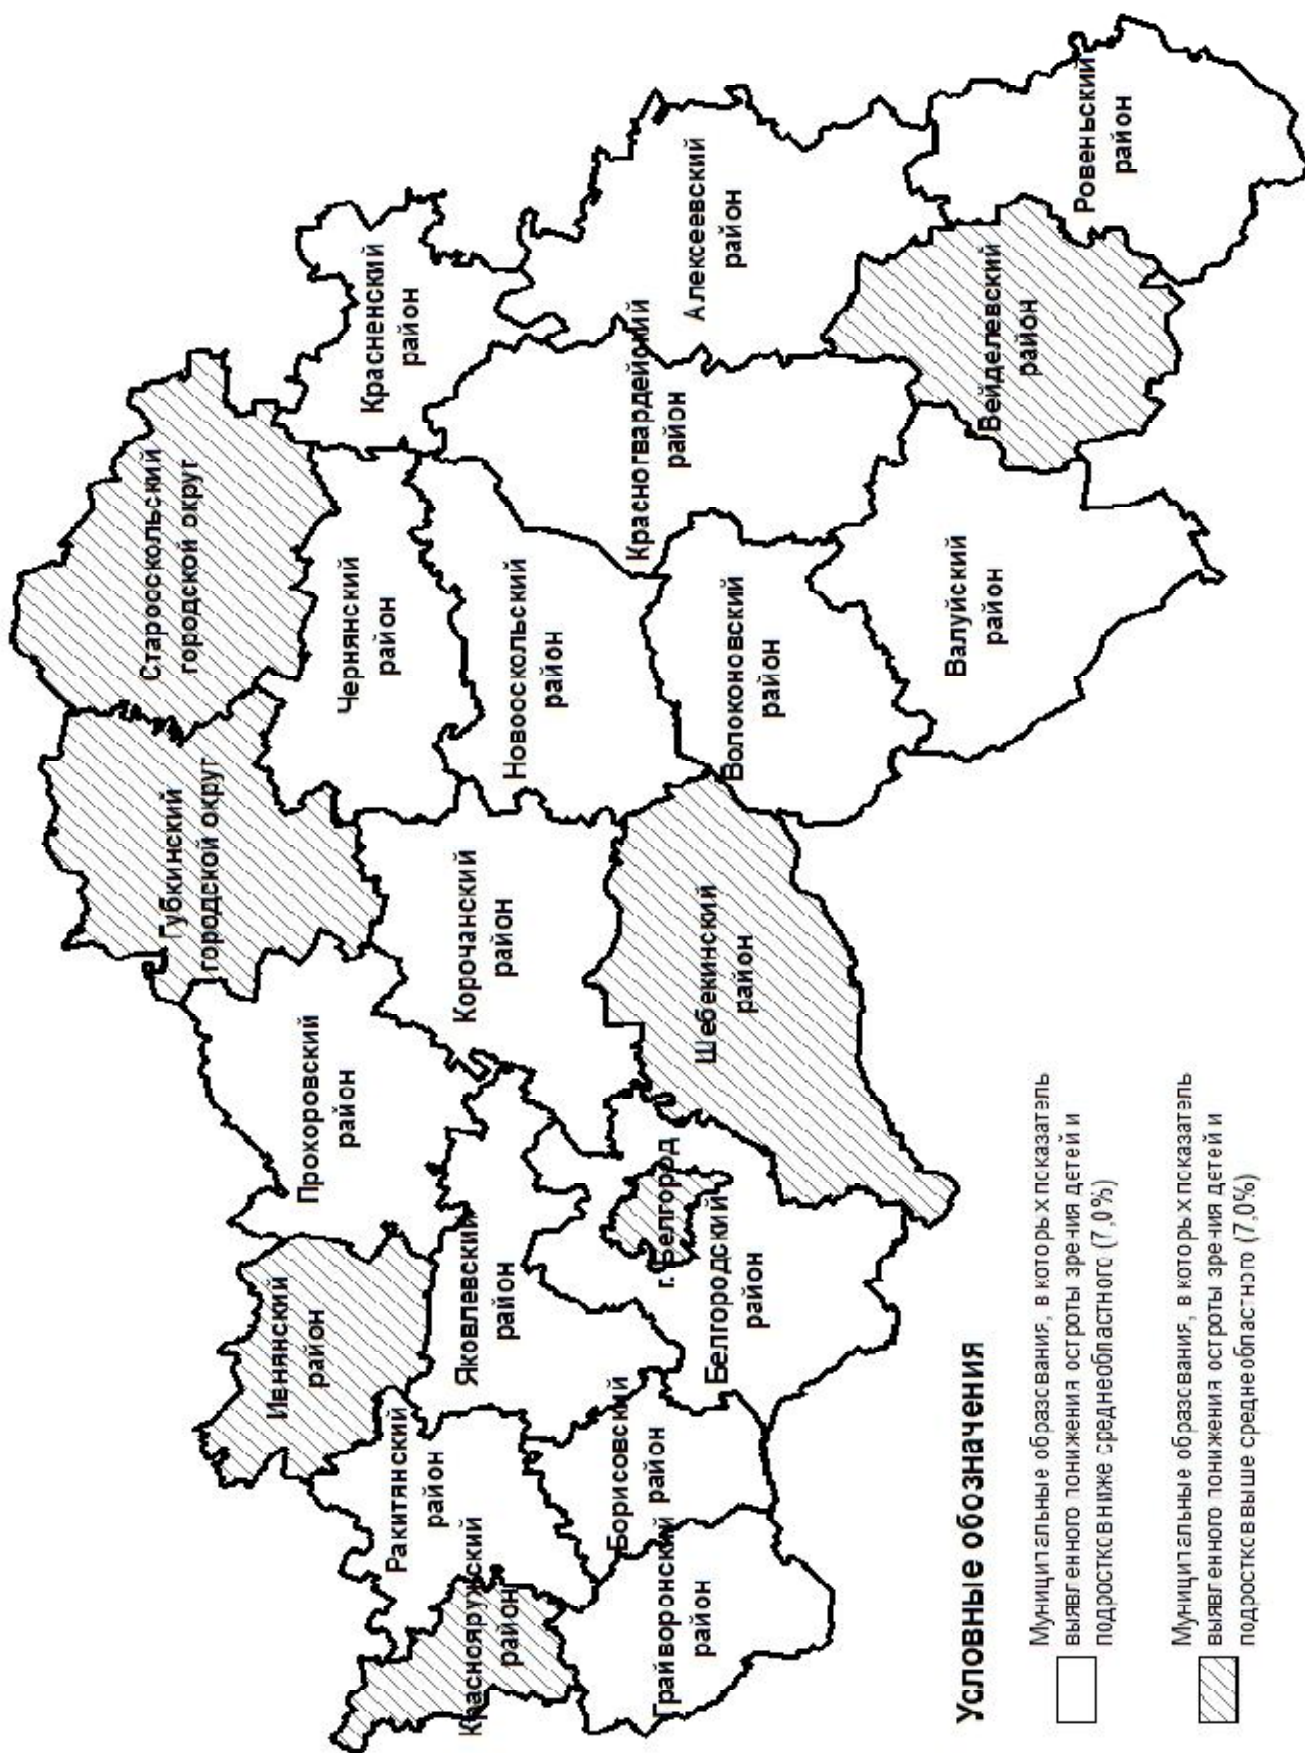 Старооскольский
городской округ
Губкинский
городской округ
Красненский
район
Чернянский
район
Прохоровский
район
Ивнянский
район
Корочанский
район
Новооскольский
район
Алексеевский
район
Красногвардейский
район
Ракитянский
район
Яковлевский
район
Краснояружский
район
Борисовский
район
г. Белгород
Белгородский
район
Шебекинский
район
Волоконовский
район
Грайворонский
район
Валуйский
район
Вейделевский
район
Ровеньский
район
Условные обозначения
Муниципальные образования, в которых показатель
выявленного понижения остроты зрения детей и
подростков ниже среднеобластного (7,0%)
Муниципальные образования, в которых показатель
выявленного понижения остроты зрения детей и
подростков выше среднеобластного (7,0%)